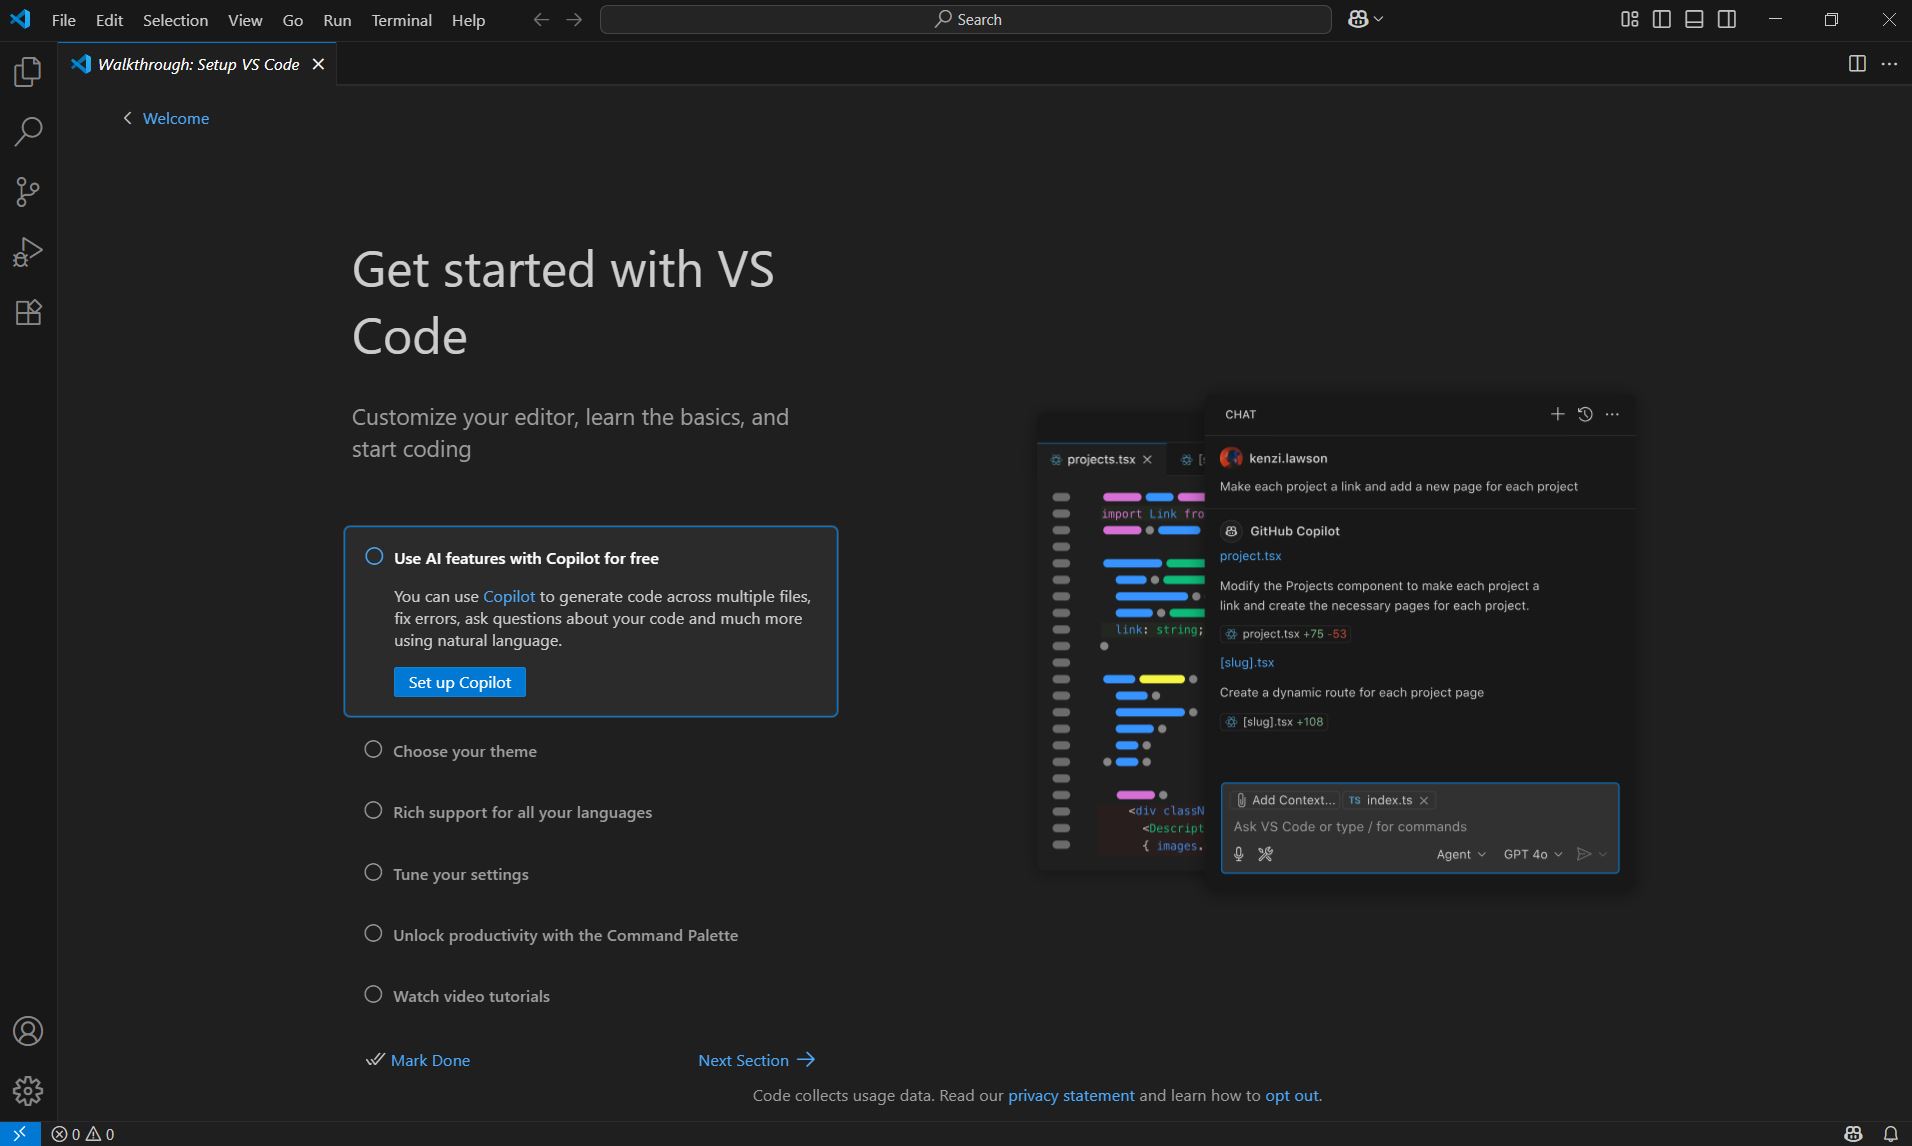 File Edit Selection View Go Run Terminal Help
Search
Walkthrough: Setup VS Code
Welcome
Get started with VS
Code
Customize your editor, learn the basics, and
start coding
Use AI features with Copilot for free
You can use Copilot to generate code across multiple files,
fix errors, ask questions about your code and much more
using natural language.
Set up Copilot
Choose your theme
Rich support for all your languages
Tune your settings
Unlock productivity with the Command Palette
Watch video tutorials
Mark Done
Next Section
projects.tsx
[s
import Link fro
link: string;
<div classN
<Descript
{ images.
CHAT
kenzi.lawson
Make each project a link and add a new page for each project
GitHub Copilot
project.tsx
Modify the Projects component to make each project a
link and create the necessary pages for each project.
project.tsx +75 -53
[slug].tsx
Create a dynamic route for each project page
[slug].tsx +108
Add Context...
TS index.ts
Ask VS Code or type / for commands
Agent
GPT 4o
Code collects usage data. Read our privacy statement and learn how to opt out.
0 0